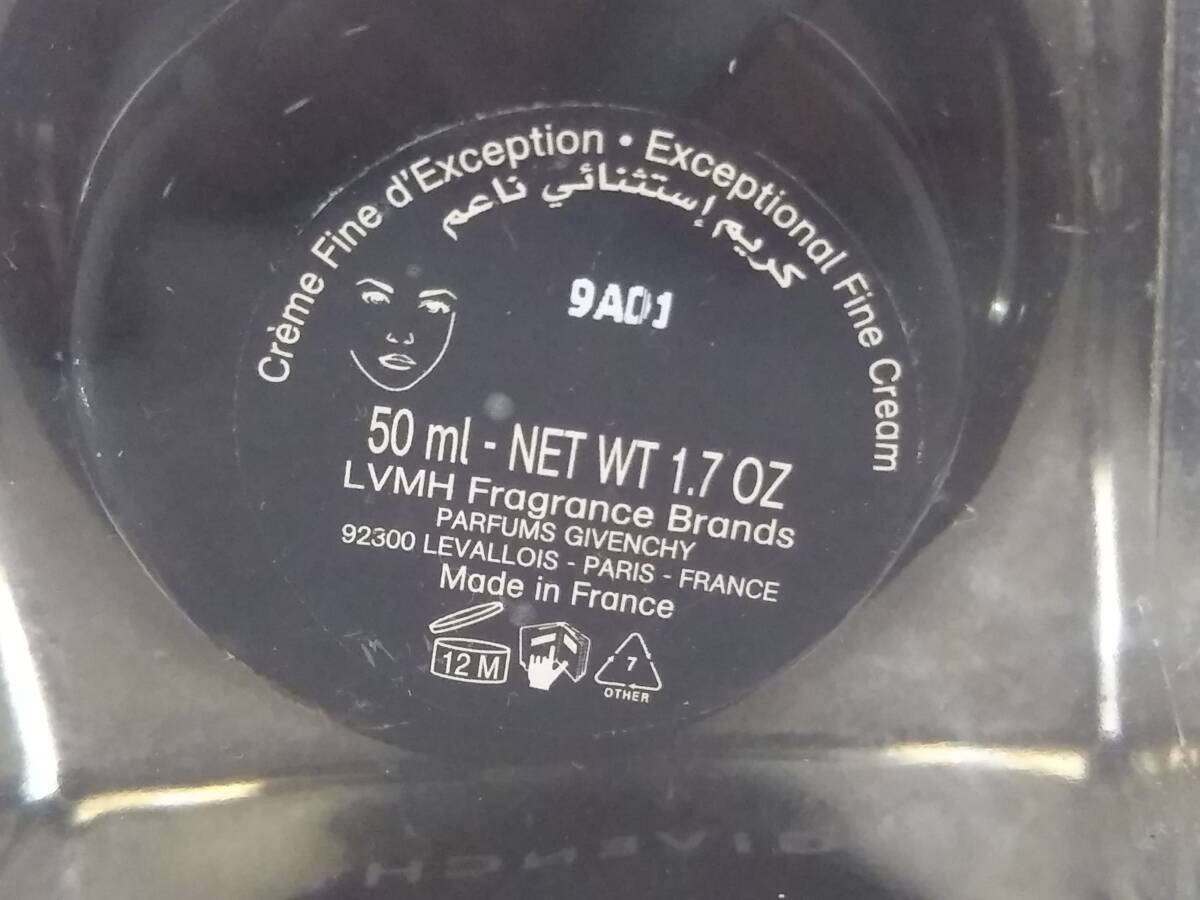 Crème Fine d'Exception • Exceptional Fine Cream
كريم إستثنائي ناعم
9A01
50 ml - NET WT 1.7 OZ
LVMH Fragrance Brands
PARFUMS GIVENCHY
92300 LEVALLOIS - PARIS - FRANCE
Made in France
12 M
7
OTHER
GIVENCH